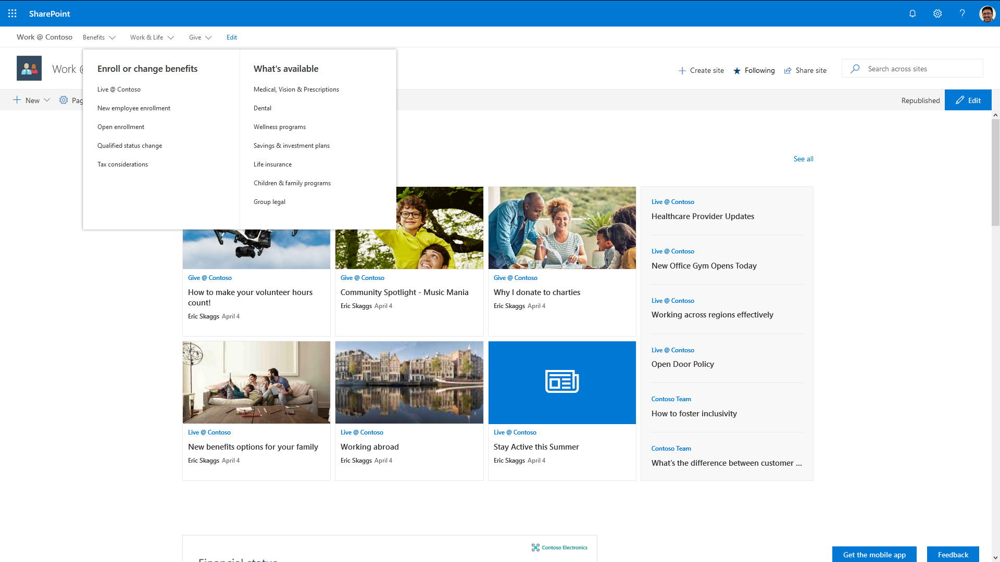 SharePoint
Work @ Contoso
Benefits
Work & Life
Give
Edit
Work @
Create site
Following
Share site
Search across sites
New
Pag
Republished
Edit
Enroll or change benefits
Live @ Contoso
New employee enrollment
Open enrollment
Qualified status change
Tax considerations
What's available
Medical, Vision & Prescriptions
Dental
Wellness programs
Savings & investment plans
Life insurance
Children & family programs
Group legal
See all
Give @ Contoso
How to make your volunteer hours
count!
Eric Skaggs April 4
Give @ Contoso
Community Spotlight - Music Mania
Eric Skaggs April 4
Give @ Contoso
Why I donate to charties
Eric Skaggs April 4
Live @ Contoso
New benefits options for your family
Eric Skaggs April 4
Live @ Contoso
Working abroad
Eric Skaggs April 4
Live @ Contoso
Stay Active this Summer
Eric Skaggs April 4
Live @ Contoso
Healthcare Provider Updates
Live @ Contoso
New Office Gym Opens Today
Live @ Contoso
Working across regions effectively
Live @ Contoso
Open Door Policy
Contoso Team
How to foster inclusivity
Contoso Team
What's the difference between customer ...
Contoso Electronics
Financial status
Get the mobile app
Feedback